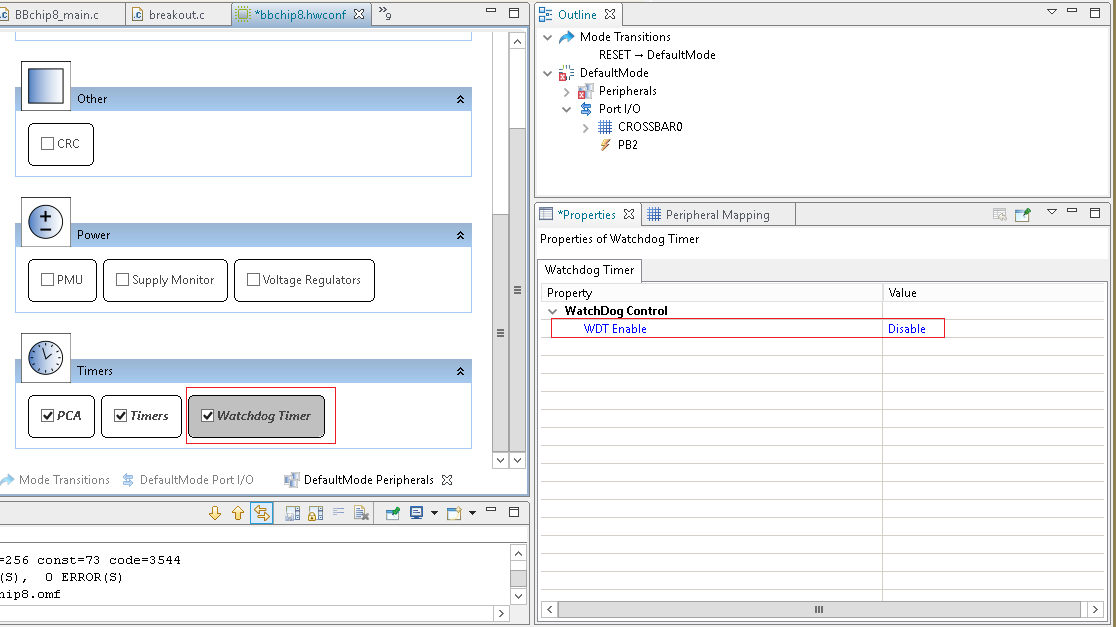 BBchip8_main.c
breakout.c
*bbchip8.hwconf
9
Other
CRC
Power
PMU
Supply Monitor
Voltage Regulators
Timers
PCA
Timers
Watchdog Timer
Mode Transitions
DefaultMode Port I/O
DefaultMode Peripherals
=256 const=73 code=3544
(S), 0 ERROR(S)
hip8.omf
Outline
Mode Transitions
RESET → DefaultMode
DefaultMode
Peripherals
Port I/O
CROSSBAR0
PB2
*Properties
Peripheral Mapping
Properties of Watchdog Timer
Watchdog Timer
Property Value
WatchDog Control
WDT Enable Disable